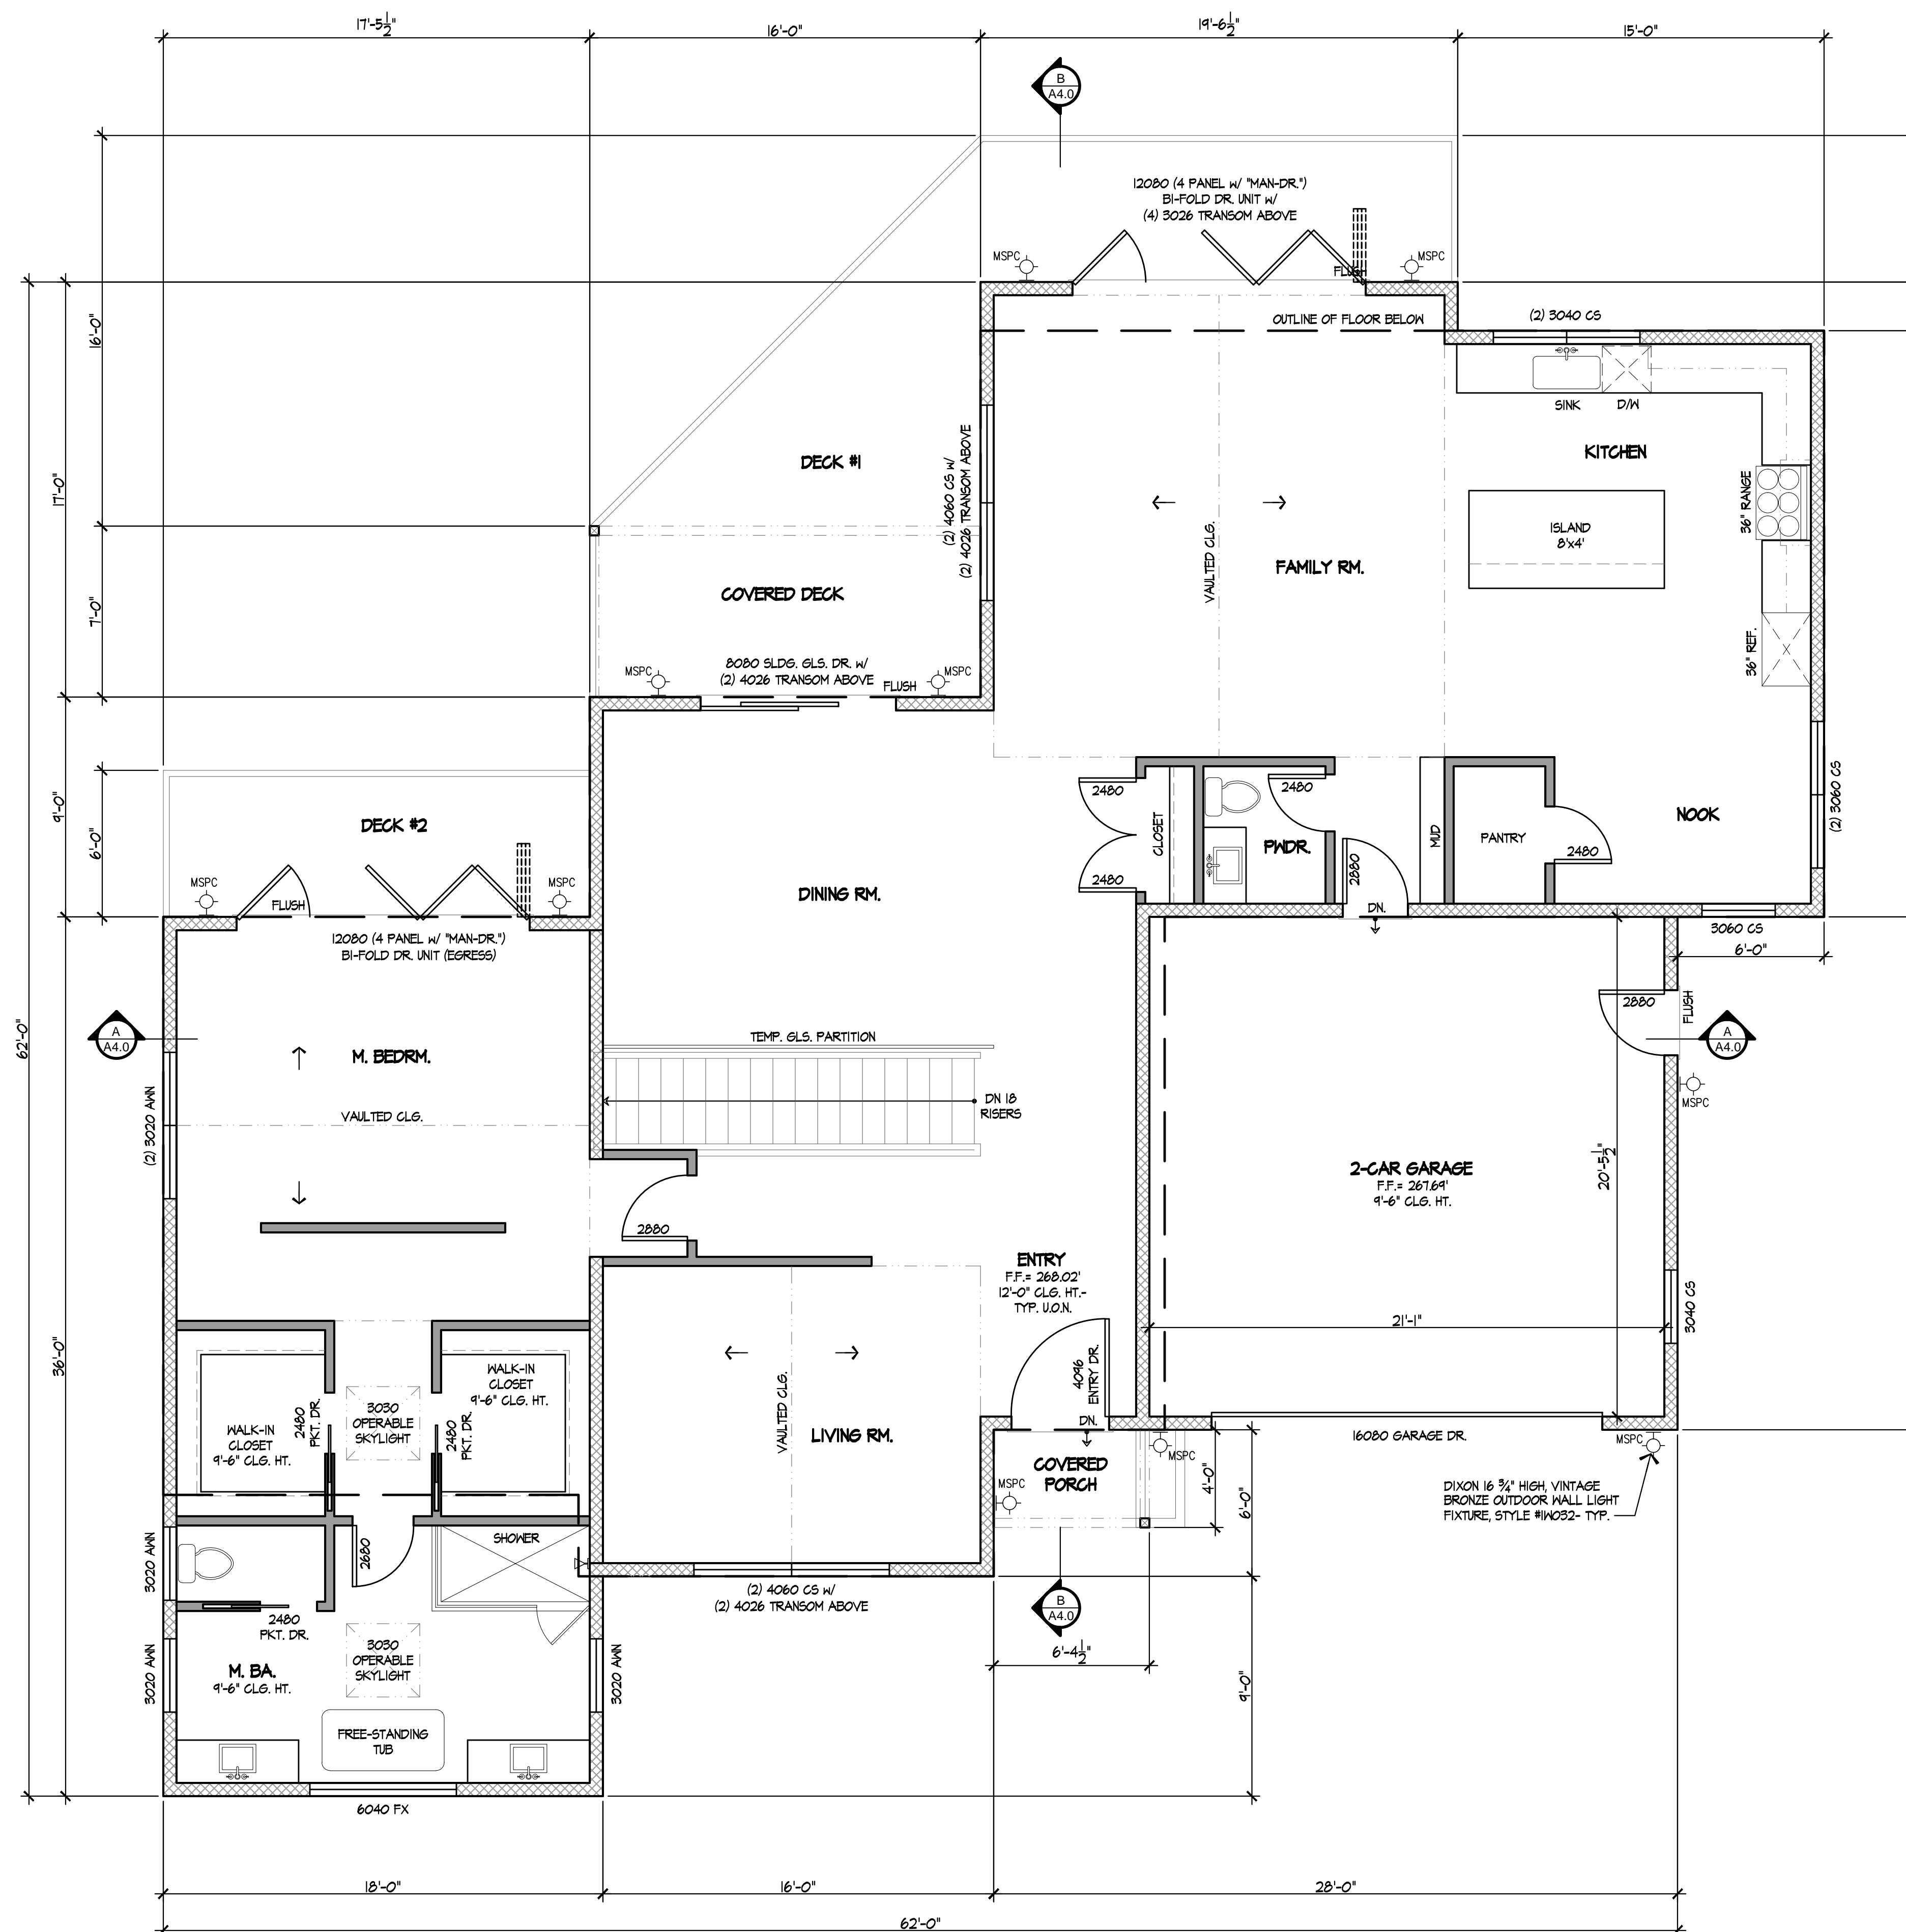 17'-5 1/2"
16'-0"
19'-6 1/2"
15'-0"
B
A4.0
12080 (4 PANEL W/ "MAN-DR.")
BI-FOLD DR. UNIT W/
(4) 3026 TRANSOM ABOVE
MSPC
FLUSH
MSPC
OUTLINE OF FLOOR BELOW
(2) 3040 CS
16'-0"
SINK
D/W
KITCHEN
DECK #1
(2) 4060 CS W/
(2) 4026 TRANSOM ABOVE
17'-0"
36" RANGE
ISLAND
8'x4'
VAULTED CLG.
FAMILY RM.
COVERED DECK
7'-0"
36" REF.
8080 SLDG. GLS. DR. W/
(2) 4026 TRANSOM ABOVE
MSPC
FLUSH
MSPC
9'-0"
6'-0"
DECK #2
2480
2480
CLOSET
2480
PWDR.
2880
MUD
PANTRY
2480
NOOK
(2) 3060 CS
MSPC
FLUSH
MSPC
DINING RM.
DN.
12080 (4 PANEL W/ "MAN-DR.")
BI-FOLD DR. UNIT (EGRESS)
3060 CS
6'-0"
62'-0"
A
A4.0
M. BEDRM.
TEMP. GLS. PARTITION
2880
FLUSH
A
A4.0
MSPC
DN 18
RISERS
(2) 3020 AWN
VAULTED CLG.
20'-5 1/2"
2-CAR GARAGE
F.F.= 267.69'
9'-6" CLG. HT.
2880
ENTRY
F.F.= 268.02'
12'-0" CLG. HT.-
TYP. U.O.N.
3040 CS
21'-1"
36'-0"
WALK-IN
CLOSET
9'-6" CLG. HT.
2480
PKT. DR.
3030
OPERABLE
SKYLIGHT
2480
PKT. DR.
WALK-IN
CLOSET
9'-6" CLG. HT.
VAULTED CLG.
LIVING RM.
4096
ENTRY DR.
DN.
16080 GARAGE DR.
MSPC
MSPC
COVERED
PORCH
MSPC
4'-0"
6'-0"
DIXON 16 3/4" HIGH, VINTAGE
BRONZE OUTDOOR WALL LIGHT
FIXTURE, STYLE #1W032- TYP.
3020 AWN
2680
SHOWER
(2) 4060 CS W/
(2) 4026 TRANSOM ABOVE
B
A4.0
6'-4 1/2"
2480
PKT. DR.
3020 AWN
M. BA.
9'-6" CLG. HT.
3030
OPERABLE
SKYLIGHT
3020 AWN
9'-0"
FREE-STANDING
TUB
6040 FX
18'-0"
16'-0"
28'-0"
62'-0"